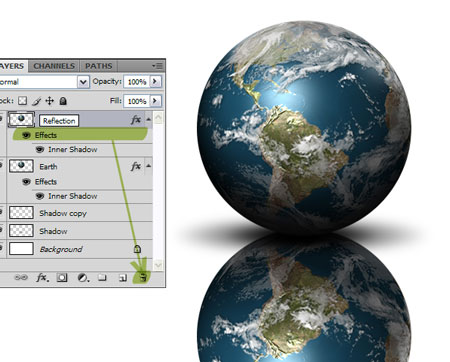 AYERS CHANNELS PATHS
ormal Opacity: 100%
ock: Fill: 100%
Reflection fx
Effects
Inner Shadow
Earth fx
Effects
Inner Shadow
Shadow copy
Shadow
Background
fx.